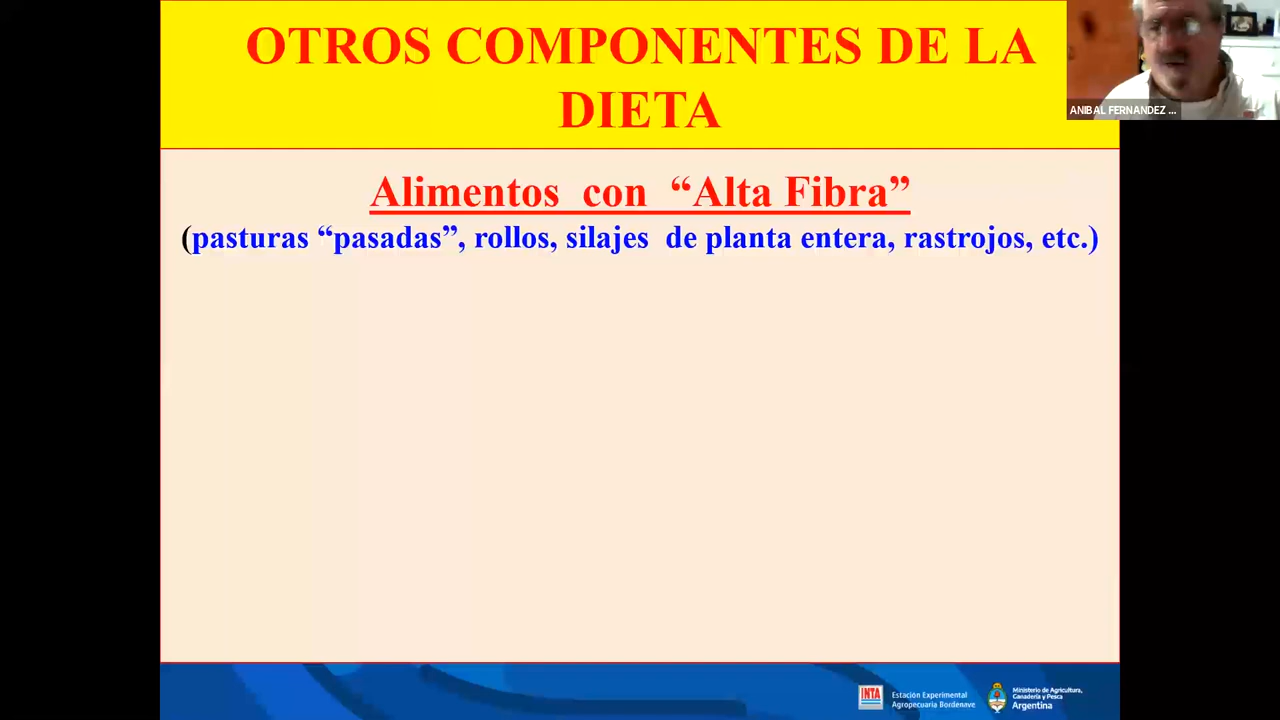 OTROS COMPONENTES DE LA
DIETA
ANIBAL FERNANDEZ ...
Alimentos con “Alta Fibra”
(pasturas “pasadas”, rollos, silajes de planta entera, rastrojos, etc.)
INTA
Estación Experimental
Agropecuaria Bordenave
Ministerio de Agricultura,
Ganadería y Pesca
Argentina